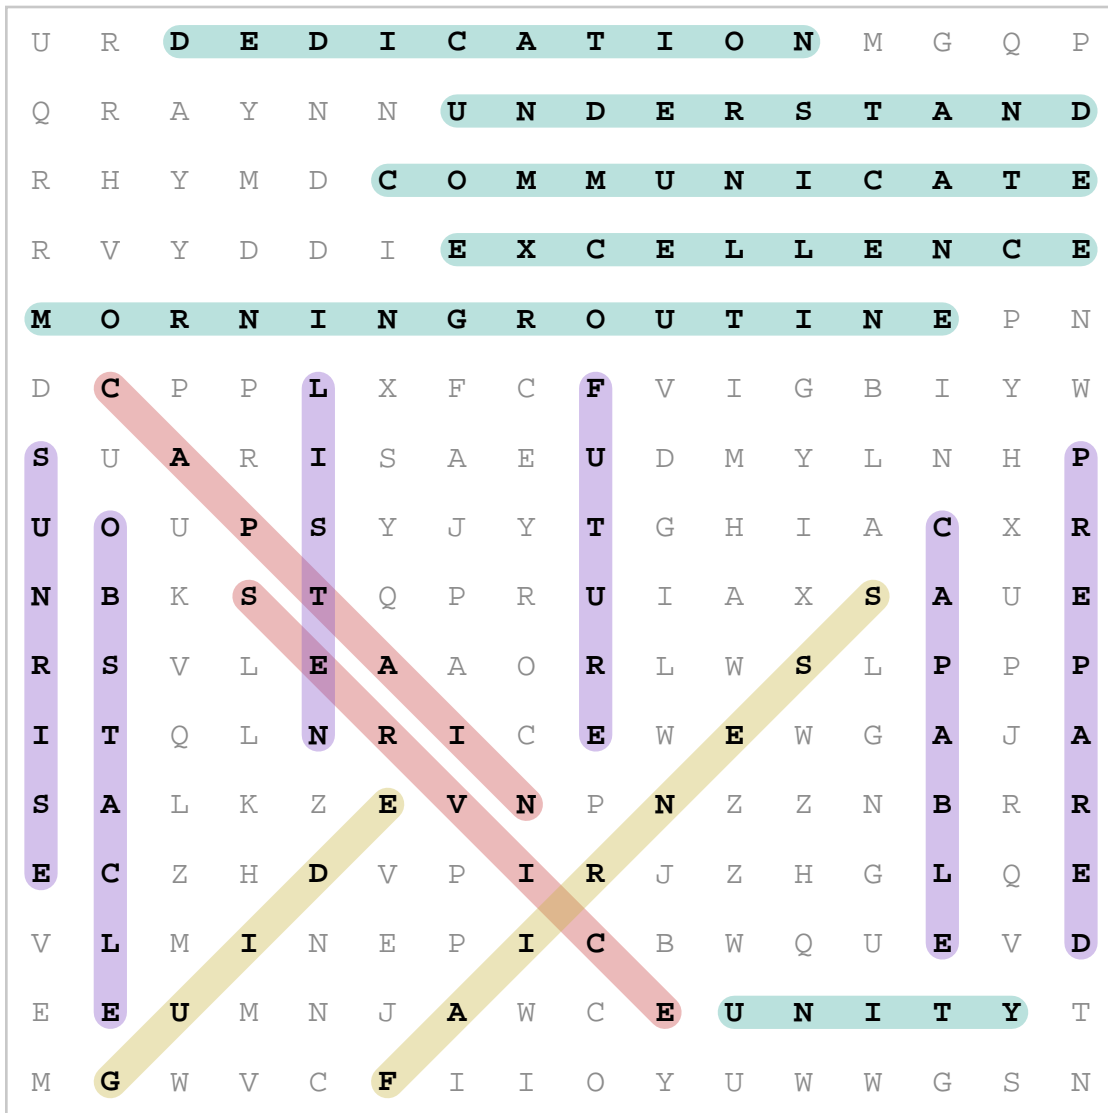 U R D E D I C A T I O N M G Q P
Q R A Y N N U N D E R S T A N D
R H Y M D C O M M U N I C A T E
R V Y D D I E X C E L L E N C E
M O R N I N G R O U T I N E P N
D C P P L X F C F V I G B I Y W
S U A R I S A E U D M Y L N H P
U O U P S Y J Y T G H I A C X R
N B K S T Q P R U I A X S A U E
R S V L E A A O R L W S L P P P
I T Q L N R I C E W E W G A J A
S A L K Z E V N P N Z Z N B R R
E C Z H D V P I R J Z H G L Q E
V L M I N E P I C B W Q U E V D
E E U M N J A W C E U N I T Y T
M G W V C F I I O Y U W W G S N